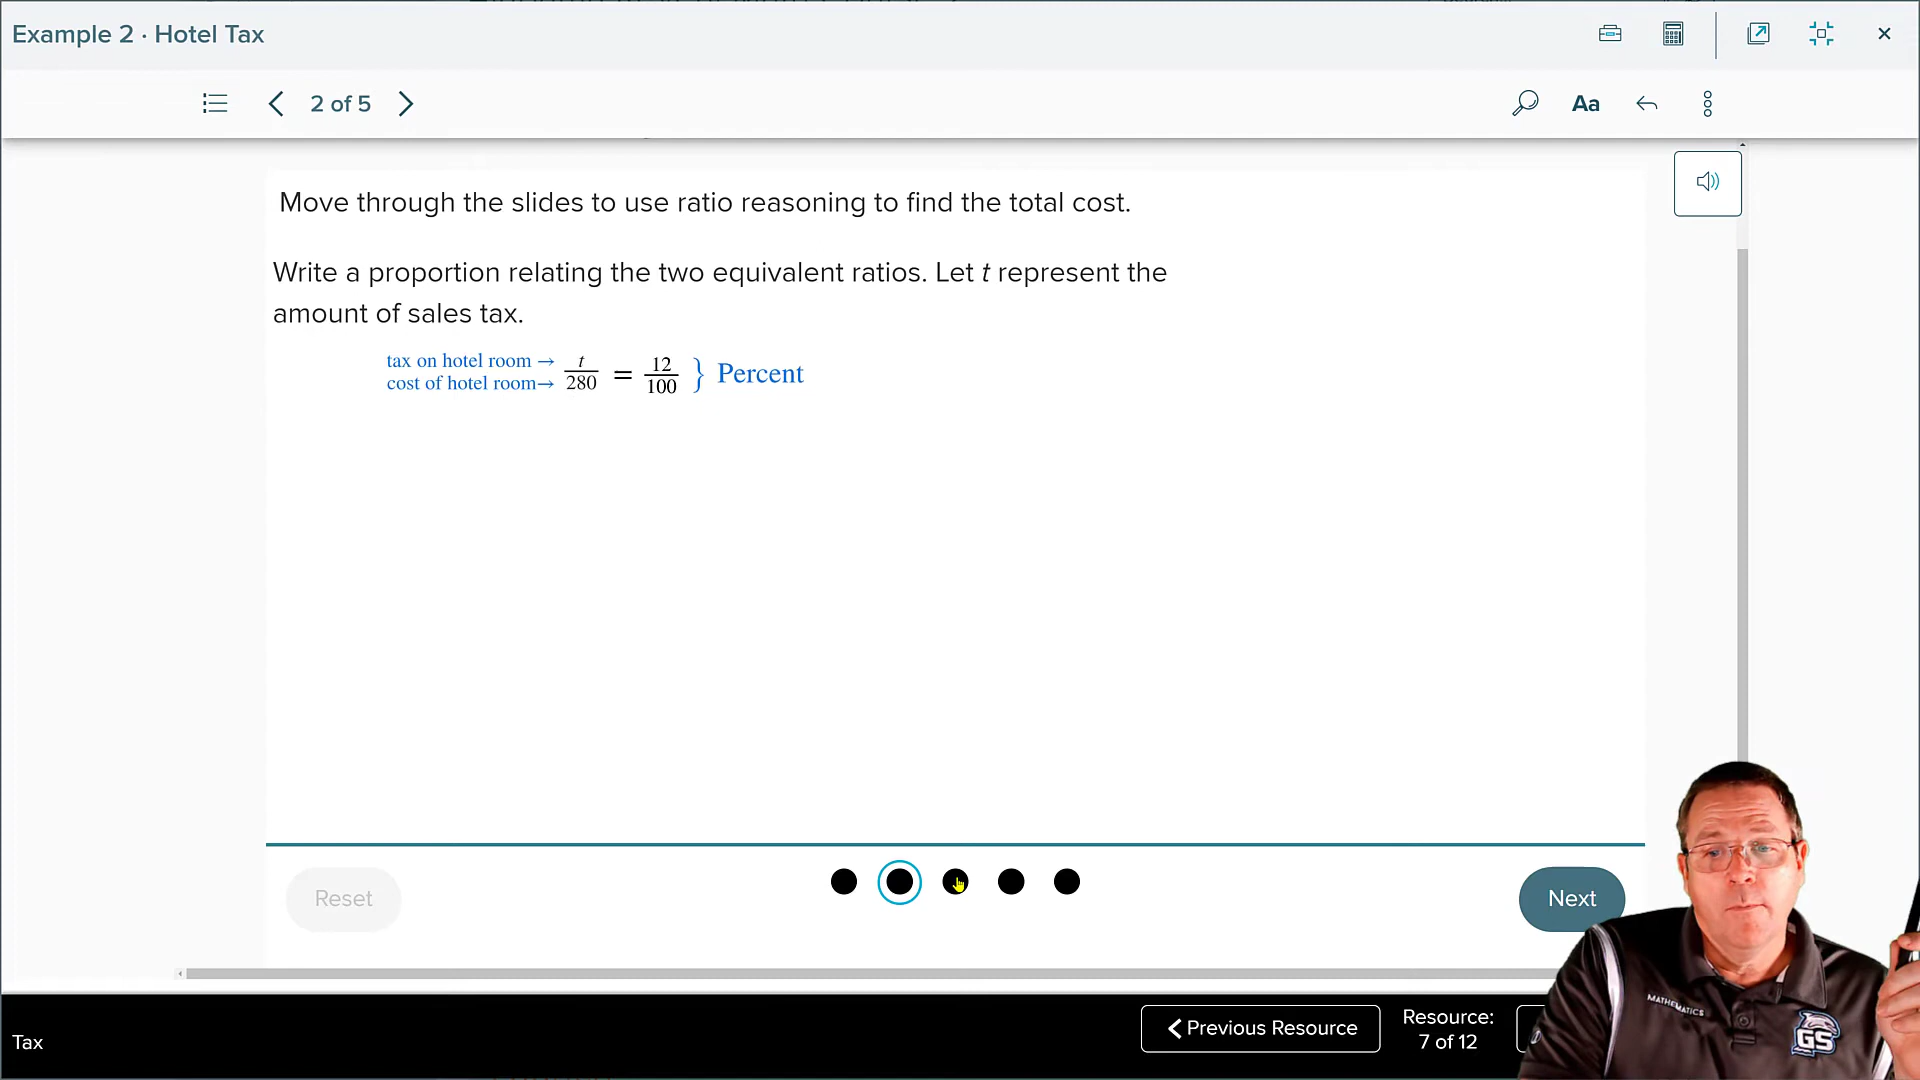 Example 2 · Hotel Tax
2 of 5
Aa
Move through the slides to use ratio reasoning to find the total cost.
Write a proportion relating the two equivalent ratios. Let t represent the
amount of sales tax.
tax on hotel room → t/280 = 12/100 } Percent
cost of hotel room→
Reset
Next
MATHEMATICS
GS
Tax
Previous Resource
Resource:
7 of 12